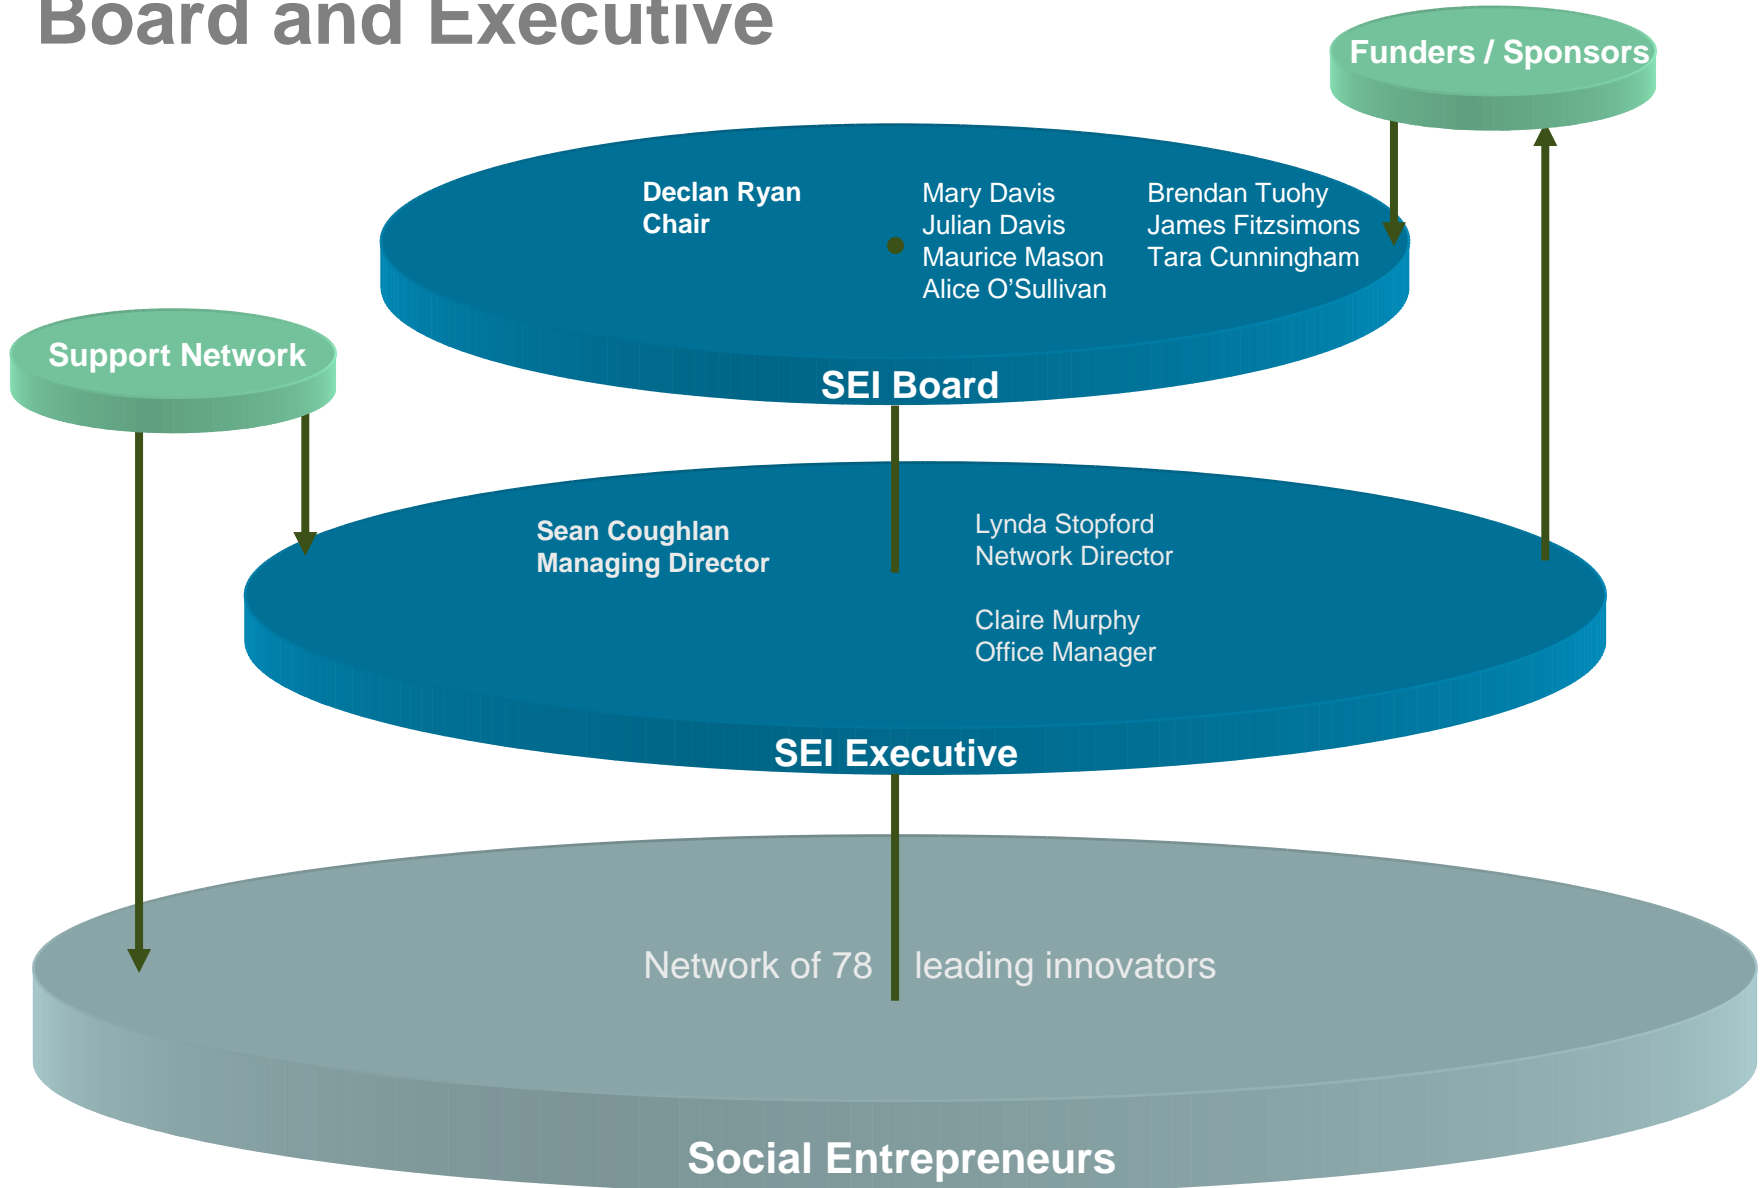 Board and Executive
Funders / Sponsors
Declan Ryan
Chair
Mary Davis
Julian Davis
Maurice Mason
Alice O’Sullivan
Brendan Tuohy
James Fitzsimons
Tara Cunningham
SEI Board
Support Network
Sean Coughlan
Managing Director
Lynda Stopford
Network Director
Claire Murphy
Office Manager
SEI Executive
Network of 78 leading innovators
Social Entrepreneurs